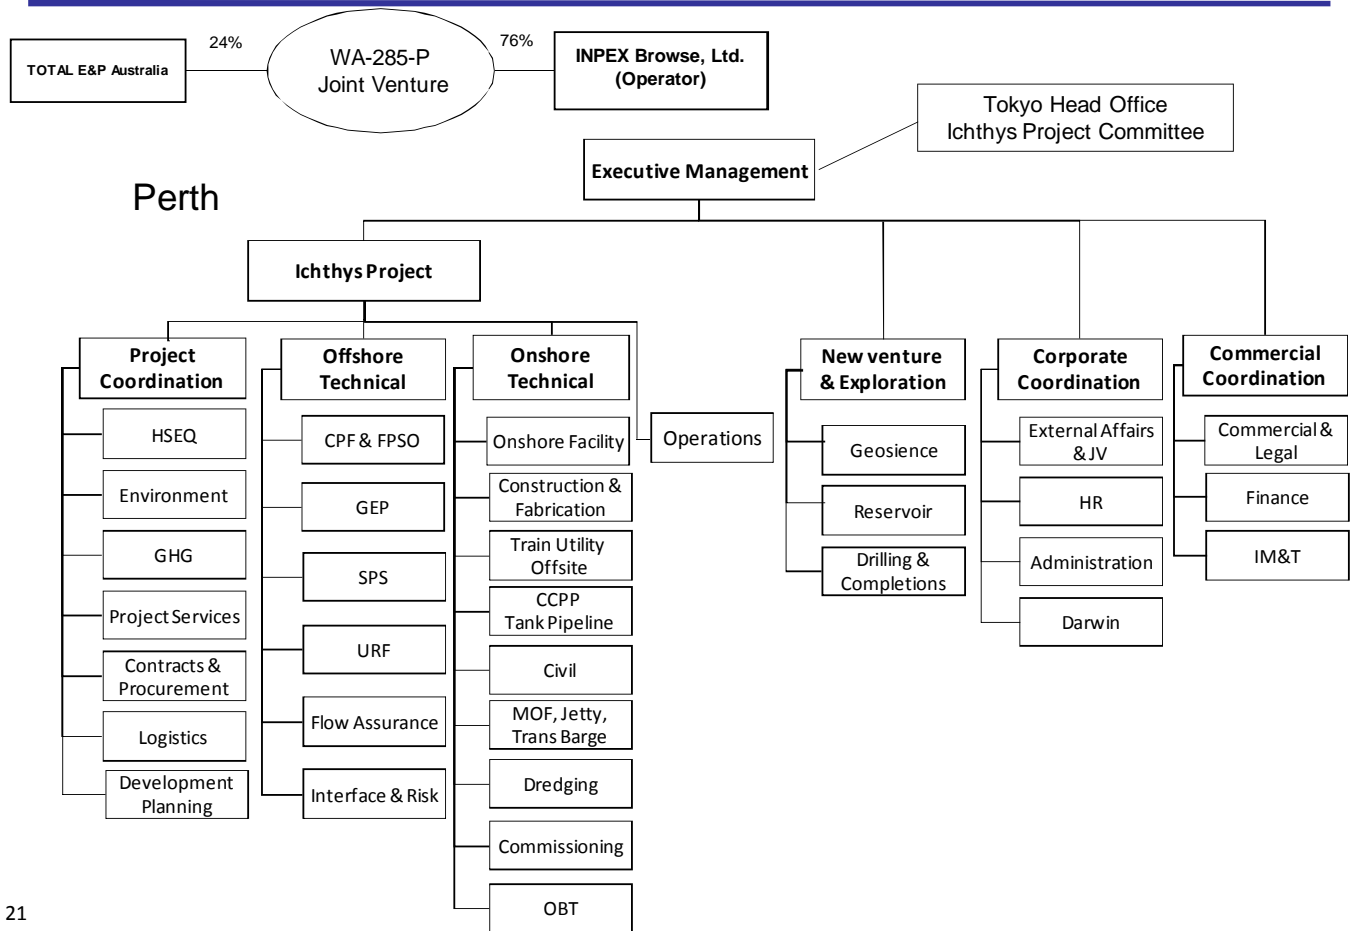 24%
76%
TOTAL E&P Australia
WA-285-P
Joint Venture
INPEX Browse, Ltd.
(Operator)
Tokyo Head Office
Ichthys Project Committee
Executive Management
Perth
Ichthys Project
Project
Coordination
HSEQ
Environment
GHG
Project Services
Contracts &
Procurement
Logistics
Development
Planning
Offshore
Technical
CPF & FPSO
GEP
SPS
URF
Flow Assurance
Interface & Risk
Onshore
Technical
Onshore Facility
Construction &
Fabrication
Train Utility
Offsite
CCPP
Tank Pipeline
Civil
MOF, Jetty,
Trans Barge
Dredging
Commissioning
OBT
Operations
New venture
& Exploration
Geosience
Reservoir
Drilling &
Completions
Corporate
Coordination
External Affairs
& JV
HR
Administration
Darwin
Commercial
Coordination
Commercial &
Legal
Finance
IM&T
21